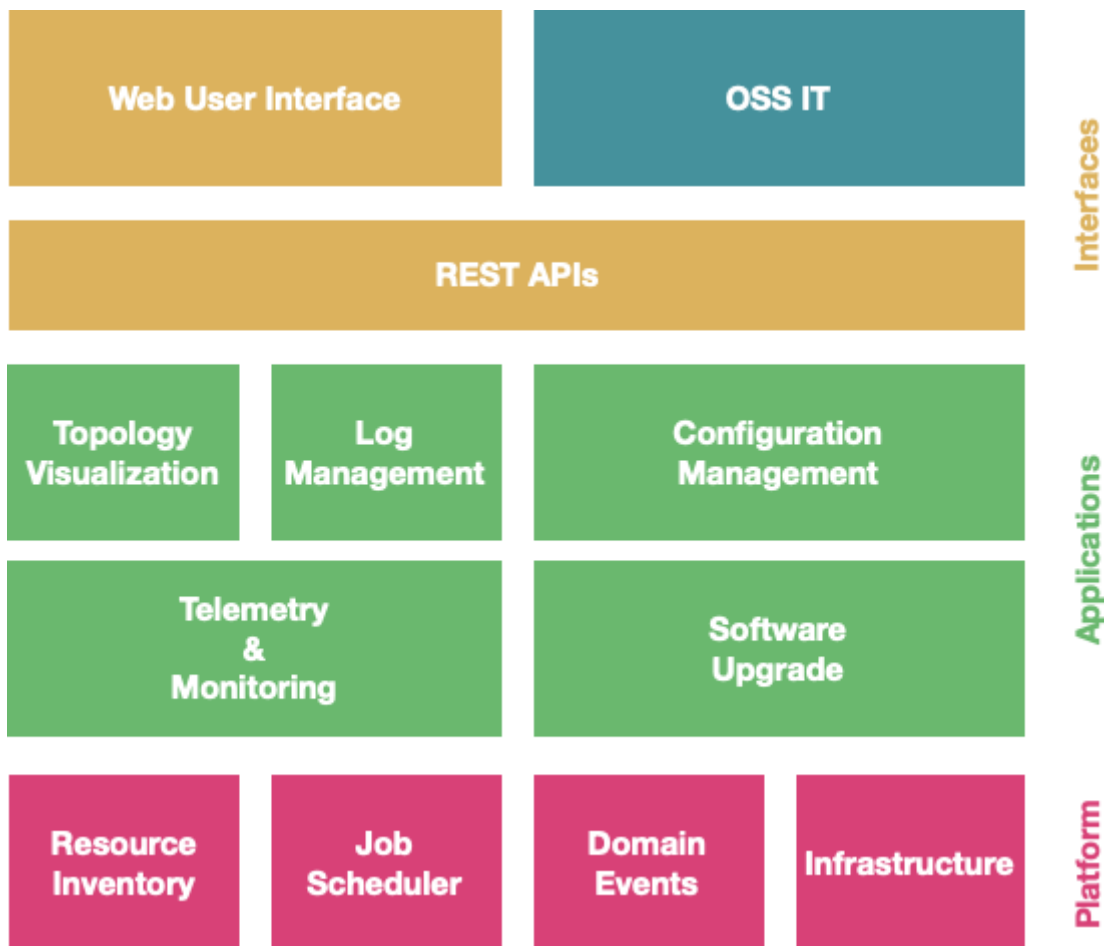 Web User Interface
OSS IT
Interfaces
REST APIs
Topology
Visualization
Log
Management
Configuration
Management
Applications
Telemetry
&
Monitoring
Software
Upgrade
Resource
Inventory
Job
Scheduler
Domain
Events
Infrastructure
Platform